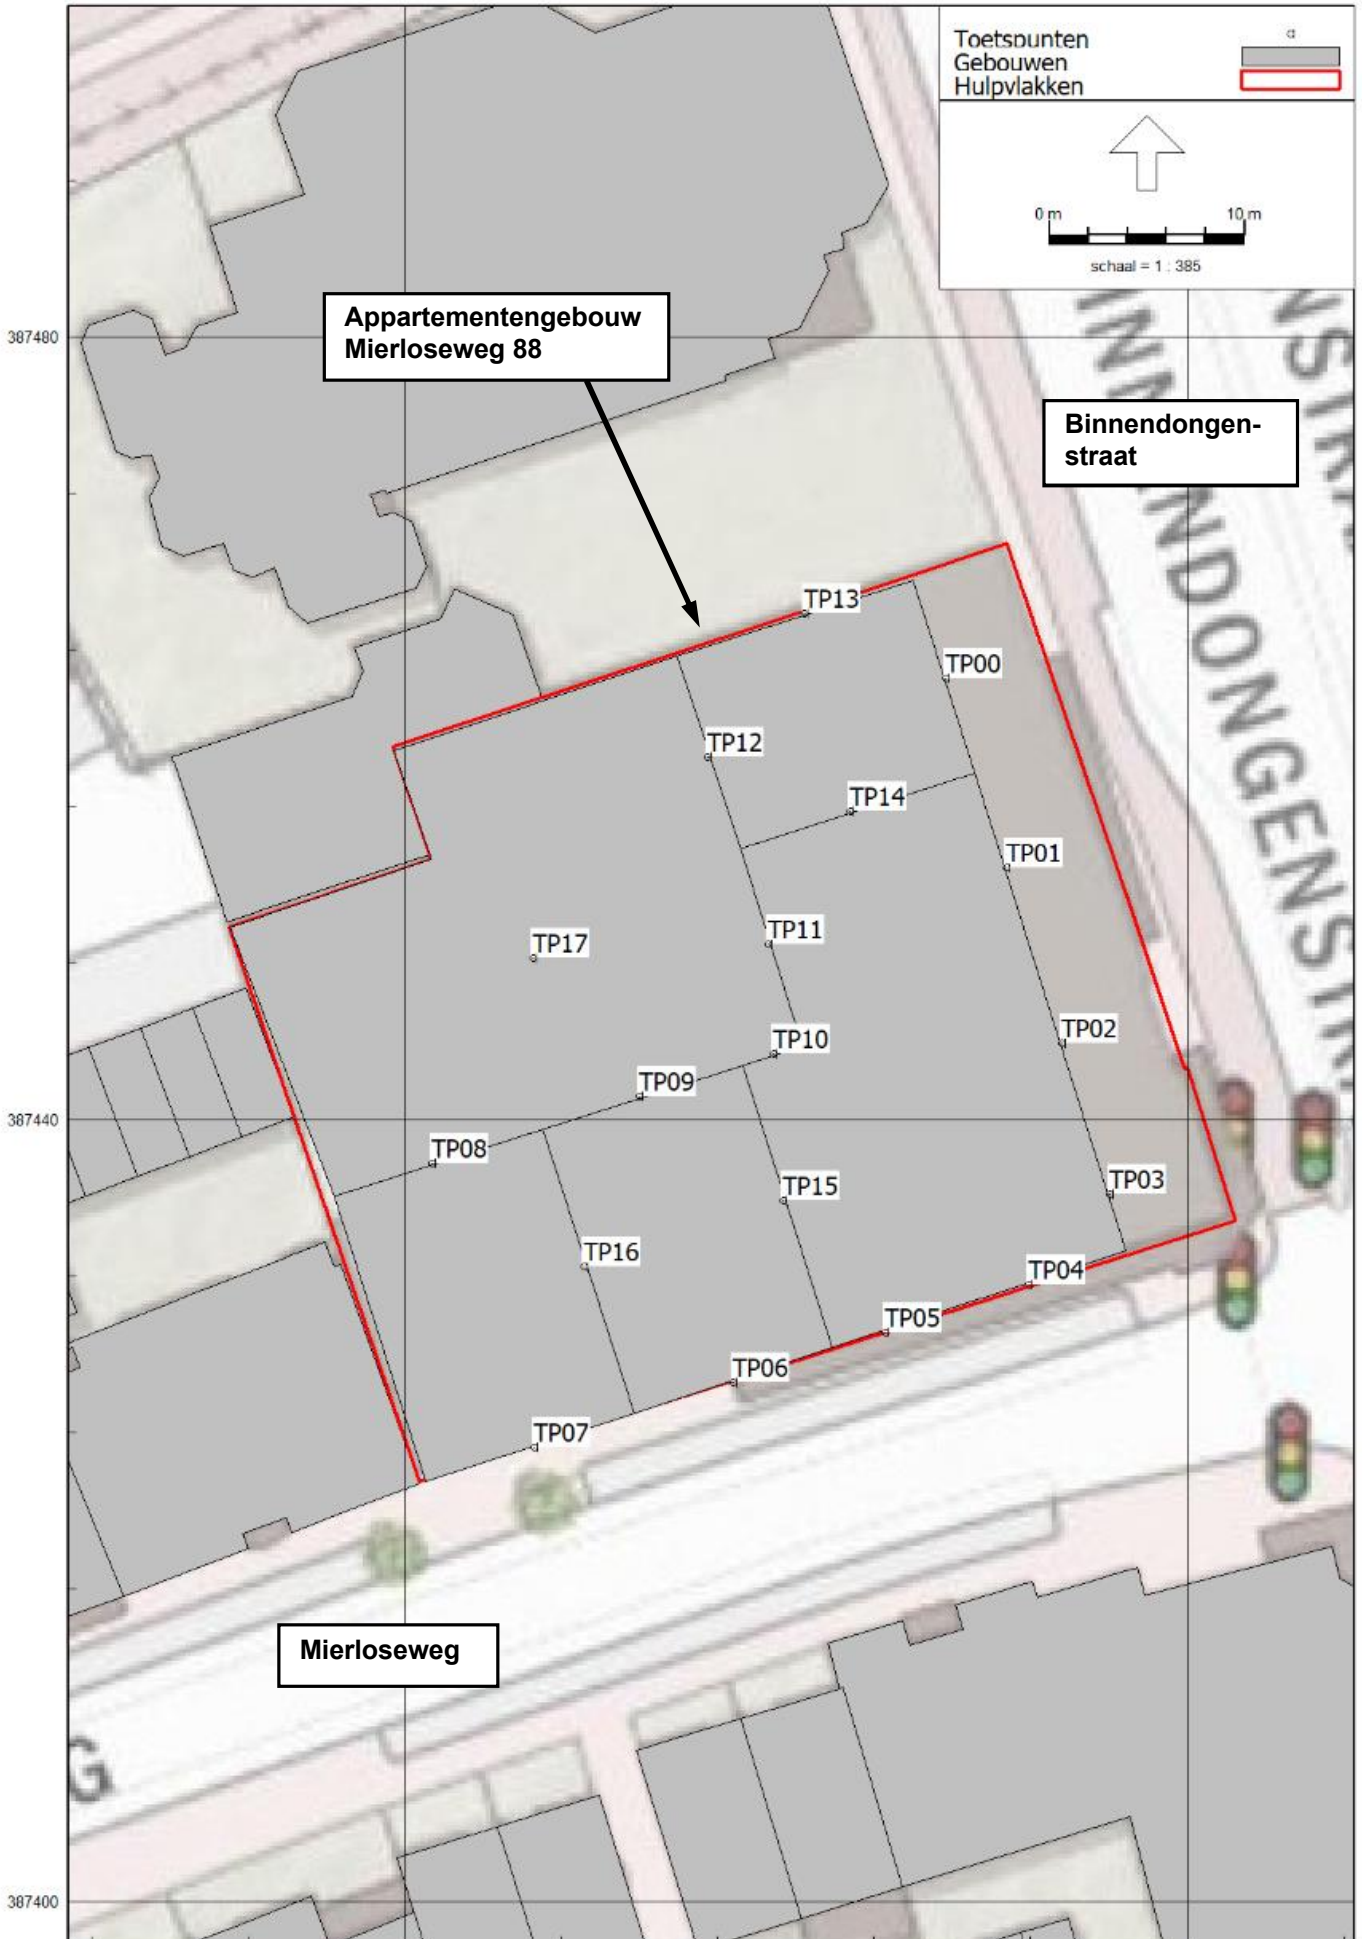 Toetspunten
Gebouwen
Hulpvlakken
0 m 10 m
schaal = 1 : 385
387480
Appartementengebouw
Mierloseweg 88
Binnendongen-
straat
TP13
TP00
TP12
TP14
TP01
TP11
TP17
TP02
TP10
TP09
387440
TP08
TP03
TP15
TP16
TP04
TP05
TP06
TP07
Mierloseweg
G
387400